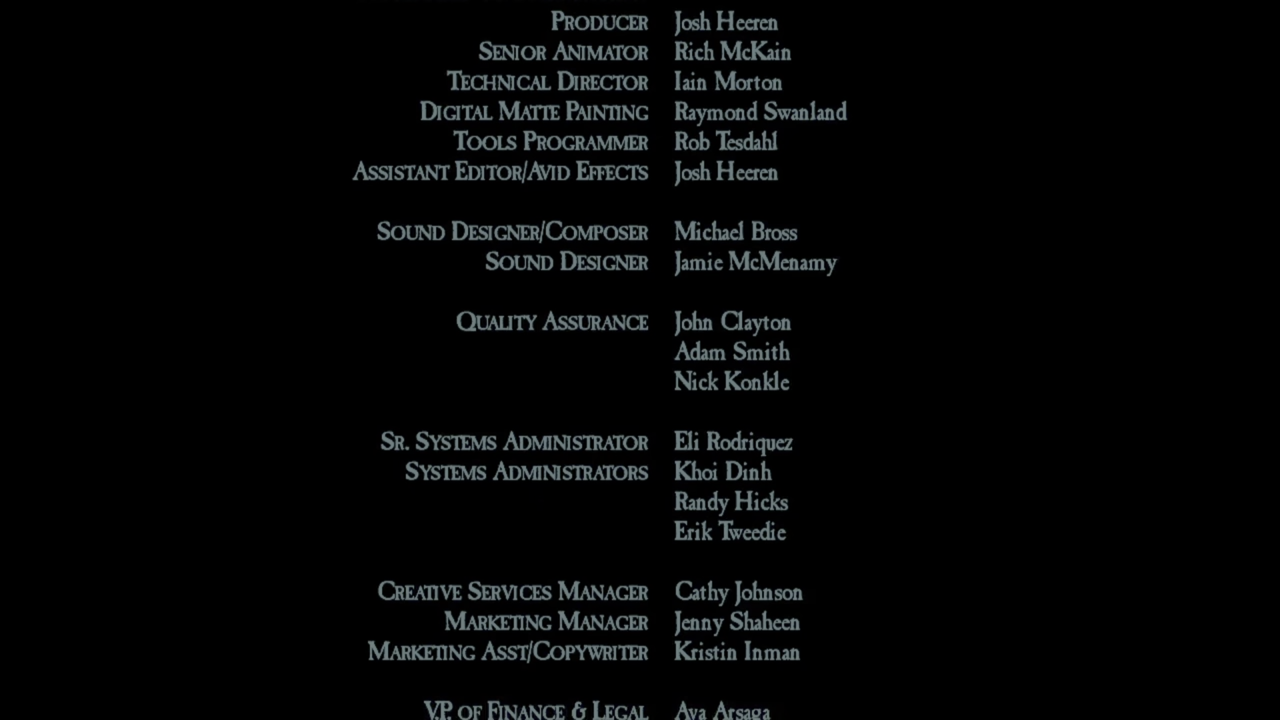 Producer Josh Heeren
Senior Animator Rich McKain
Technical Director Iain Morton
Digital Matte Painting Raymond Swanland
Tools Programmer Rob Tesdahl
Assistant Editor/Avid Effects Josh Heeren
Sound Designer/Composer Michael Bross
Sound Designer Jamie McMenamy
Quality Assurance John Clayton
Adam Smith
Nick Konkle
Sr. Systems Administrator Eli Rodriquez
Systems Administrators Khoi Dinh
Randy Hicks
Erik Tweedie
Creative Services Manager Cathy Johnson
Marketing Manager Jenny Shaheen
Marketing Asst/Copywriter Kristin Inman
V.P. of Finance & Legal Ava Arsaga